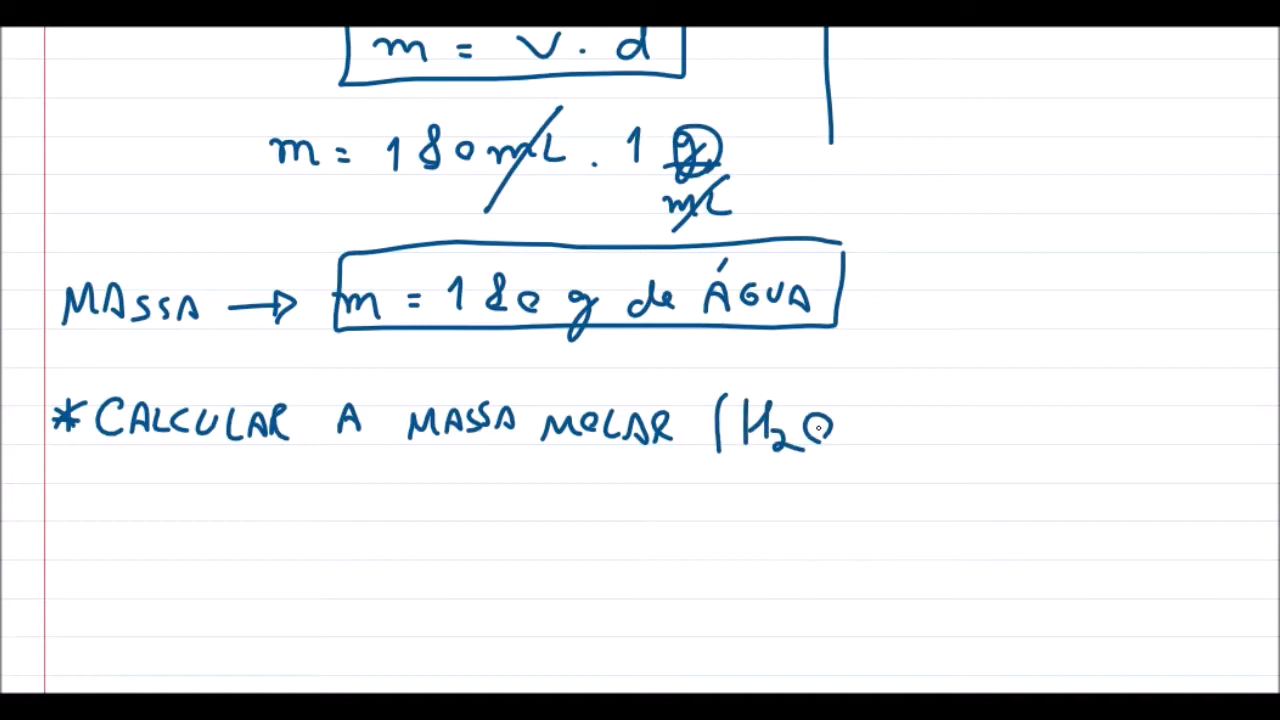 m = V . d
m = 180 mL . 1 g
mL
MASSA → m = 180 g de ÁGUA
*CALCULAR A MASSA MOLAR (H₂O